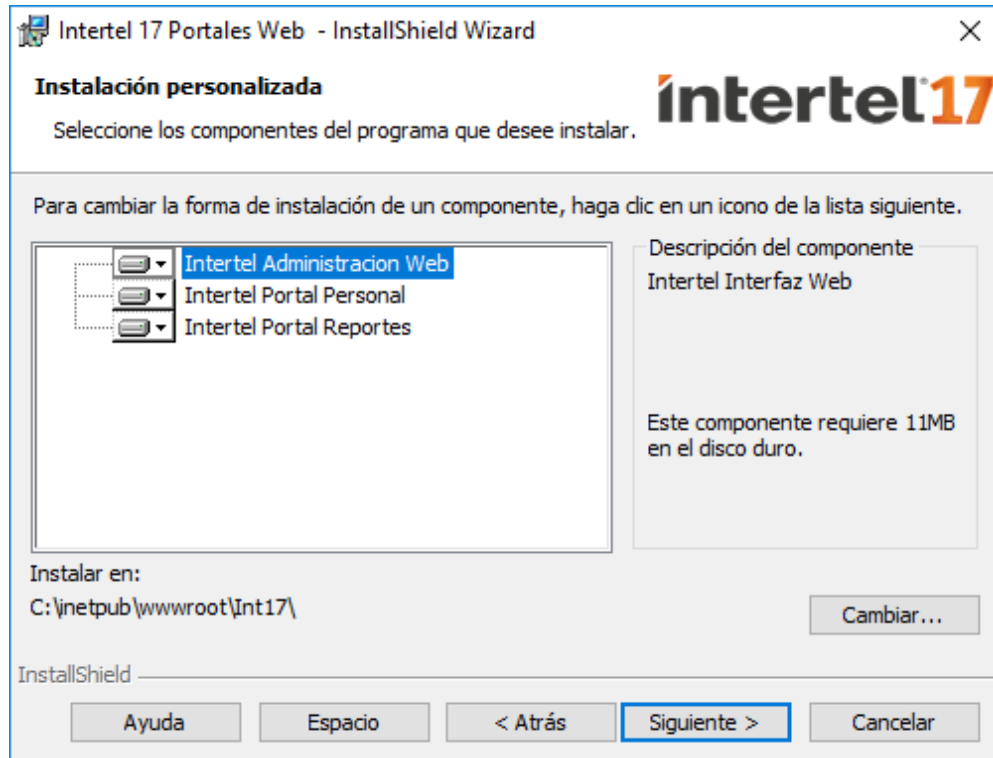 Intertel 17 Portales Web - InstallShield Wizard
Instalación personalizada
Seleccione los componentes del programa que desee instalar.
intertel 17
Para cambiar la forma de instalación de un componente, haga clic en un icono de la lista siguiente.
Intertel Administracion Web
Intertel Portal Personal
Intertel Portal Reportes
Descripción del componente
Intertel Interfaz Web
Este componente requiere 11MB
en el disco duro.
Instalar en:
C:\inetpub\wwwroot\Int17\
Cambiar...
InstallShield
Ayuda
Espacio
< Atrás
Siguiente >
Cancelar